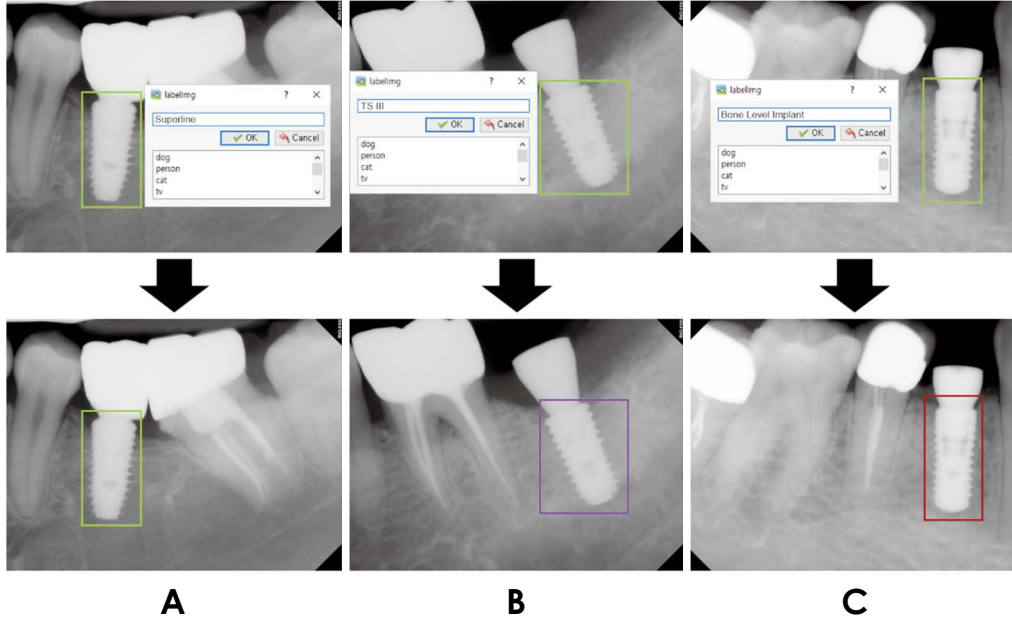 labelImg ? ×
Superline
OK Cancel
dog
person
cat
tv
labelImg ? ×
TS III
OK Cancel
dog
person
cat
tv
labelImg ? ×
Bone Level Implant
OK Cancel
dog
person
cat
tv
A B C